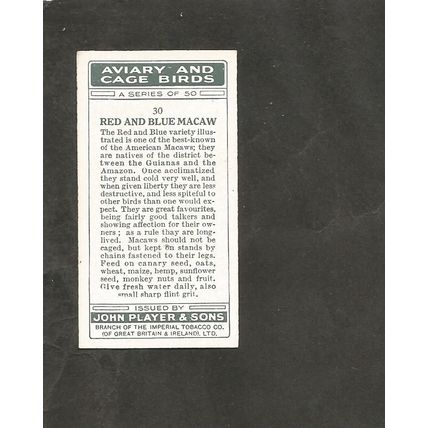 AVIARY AND
CAGE BIRDS
A SERIES OF 50
30
RED AND BLUE MACAW
The Red and Blue variety illus-
trated is one of the best-known
of the American Macaws; they
are natives of the district be-
tween the Guianas and the
Amazon. Once acclimatized
they stand cold very well, and
when given liberty they are less
destructive, and less spiteful to
other birds than one would ex-
pect. They are great favourites,
being fairly good talkers and
showing affection for their own-
ers; as a rule they are long-
lived. Macaws should not be
caged, but kept on stands by
chains fastened to their legs.
Feed on canary seed, oats,
wheat, maize, hemp, sunflower
seed, monkey nuts and fruit.
Give fresh water daily, also
small sharp flint grit.
ISSUED BY
JOHN PLAYER & SONS
BRANCH OF THE IMPERIAL TOBACCO CO.
(OF GREAT BRITAIN & IRELAND), LTD.